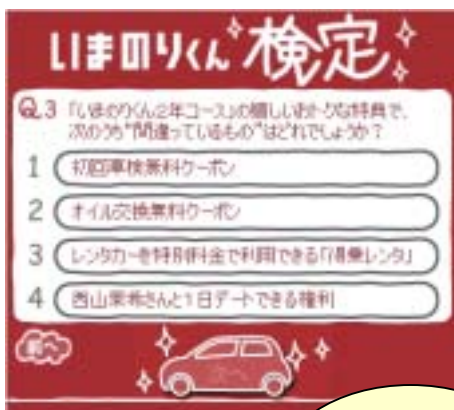 いまのりくん検定
Q.3 「いまのりくん2年コース」の嬉しいおトクな特典で、
次のうち“間違っているもの”はどれでしょうか？
1 初回車検無料クーポン
2 オイル交換無料クーポン
3 レンタカーを特別料金で利用できる「得乗レンタ」
4 西山茉希さんと1日デートできる権利